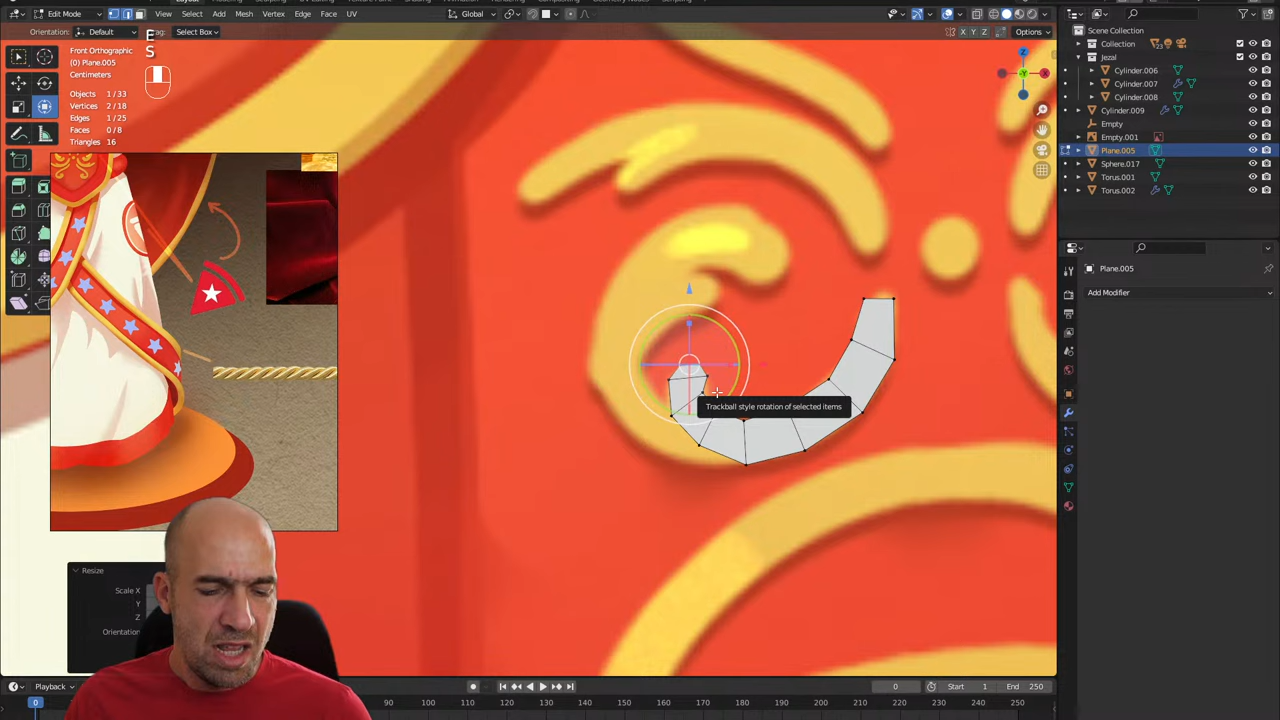 Layout
Edit Mode
View Select Add Mesh Vertex Edge Face UV
Global
Orientation: Default
Drag: Select Box
X Y Z
Options
Front Orthographic
(0) Plane.005
Centimeters
Objects 1/33
Vertices 2/18
Edges 1/25
Faces 0/8
Triangles 16
E
S
Z
X
Y
Trackball style rotation of selected items
Resize
Scale X
Y
Z
Orientation
Scene Collection
Collection
23
Jezal
Cylinder.006
Cylinder.007
Cylinder.008
Cylinder.009
Empty
Empty.001
Plane.005
Sphere.017
Torus.001
Torus.002
Plane.005
Add Modifier
Playback
0
Start 1
End 250
0
90 100 110 120 130 140 150 160 170 180 190 200 210 220 230 240 250